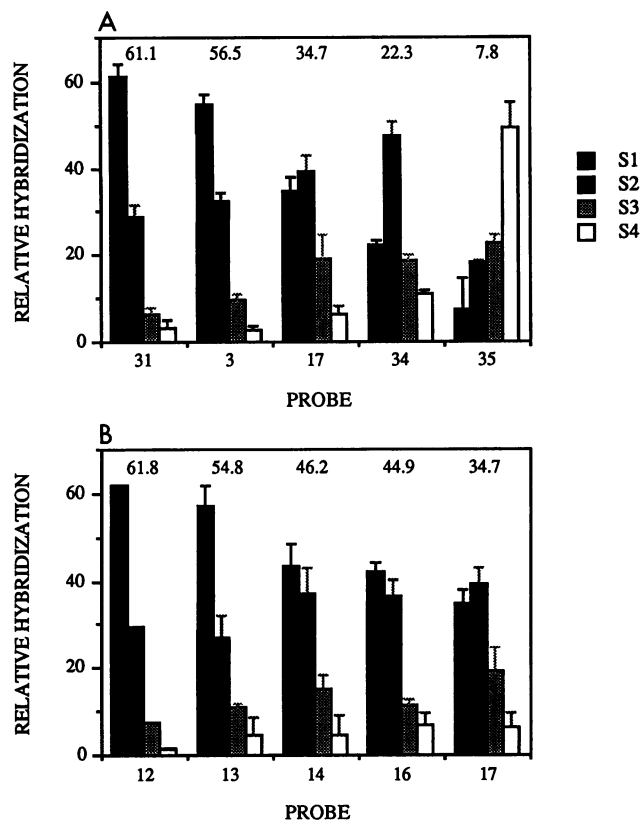 A
61.1 56.5 34.7 22.3 7.8
RELATIVE HYBRIDIZATION
60
40
20
0
31 3 17 34 35
PROBE
S1
S2
S3
S4
B
61.8 54.8 46.2 44.9 34.7
RELATIVE HYBRIDIZATION
60
40
20
0
12 13 14 16 17
PROBE